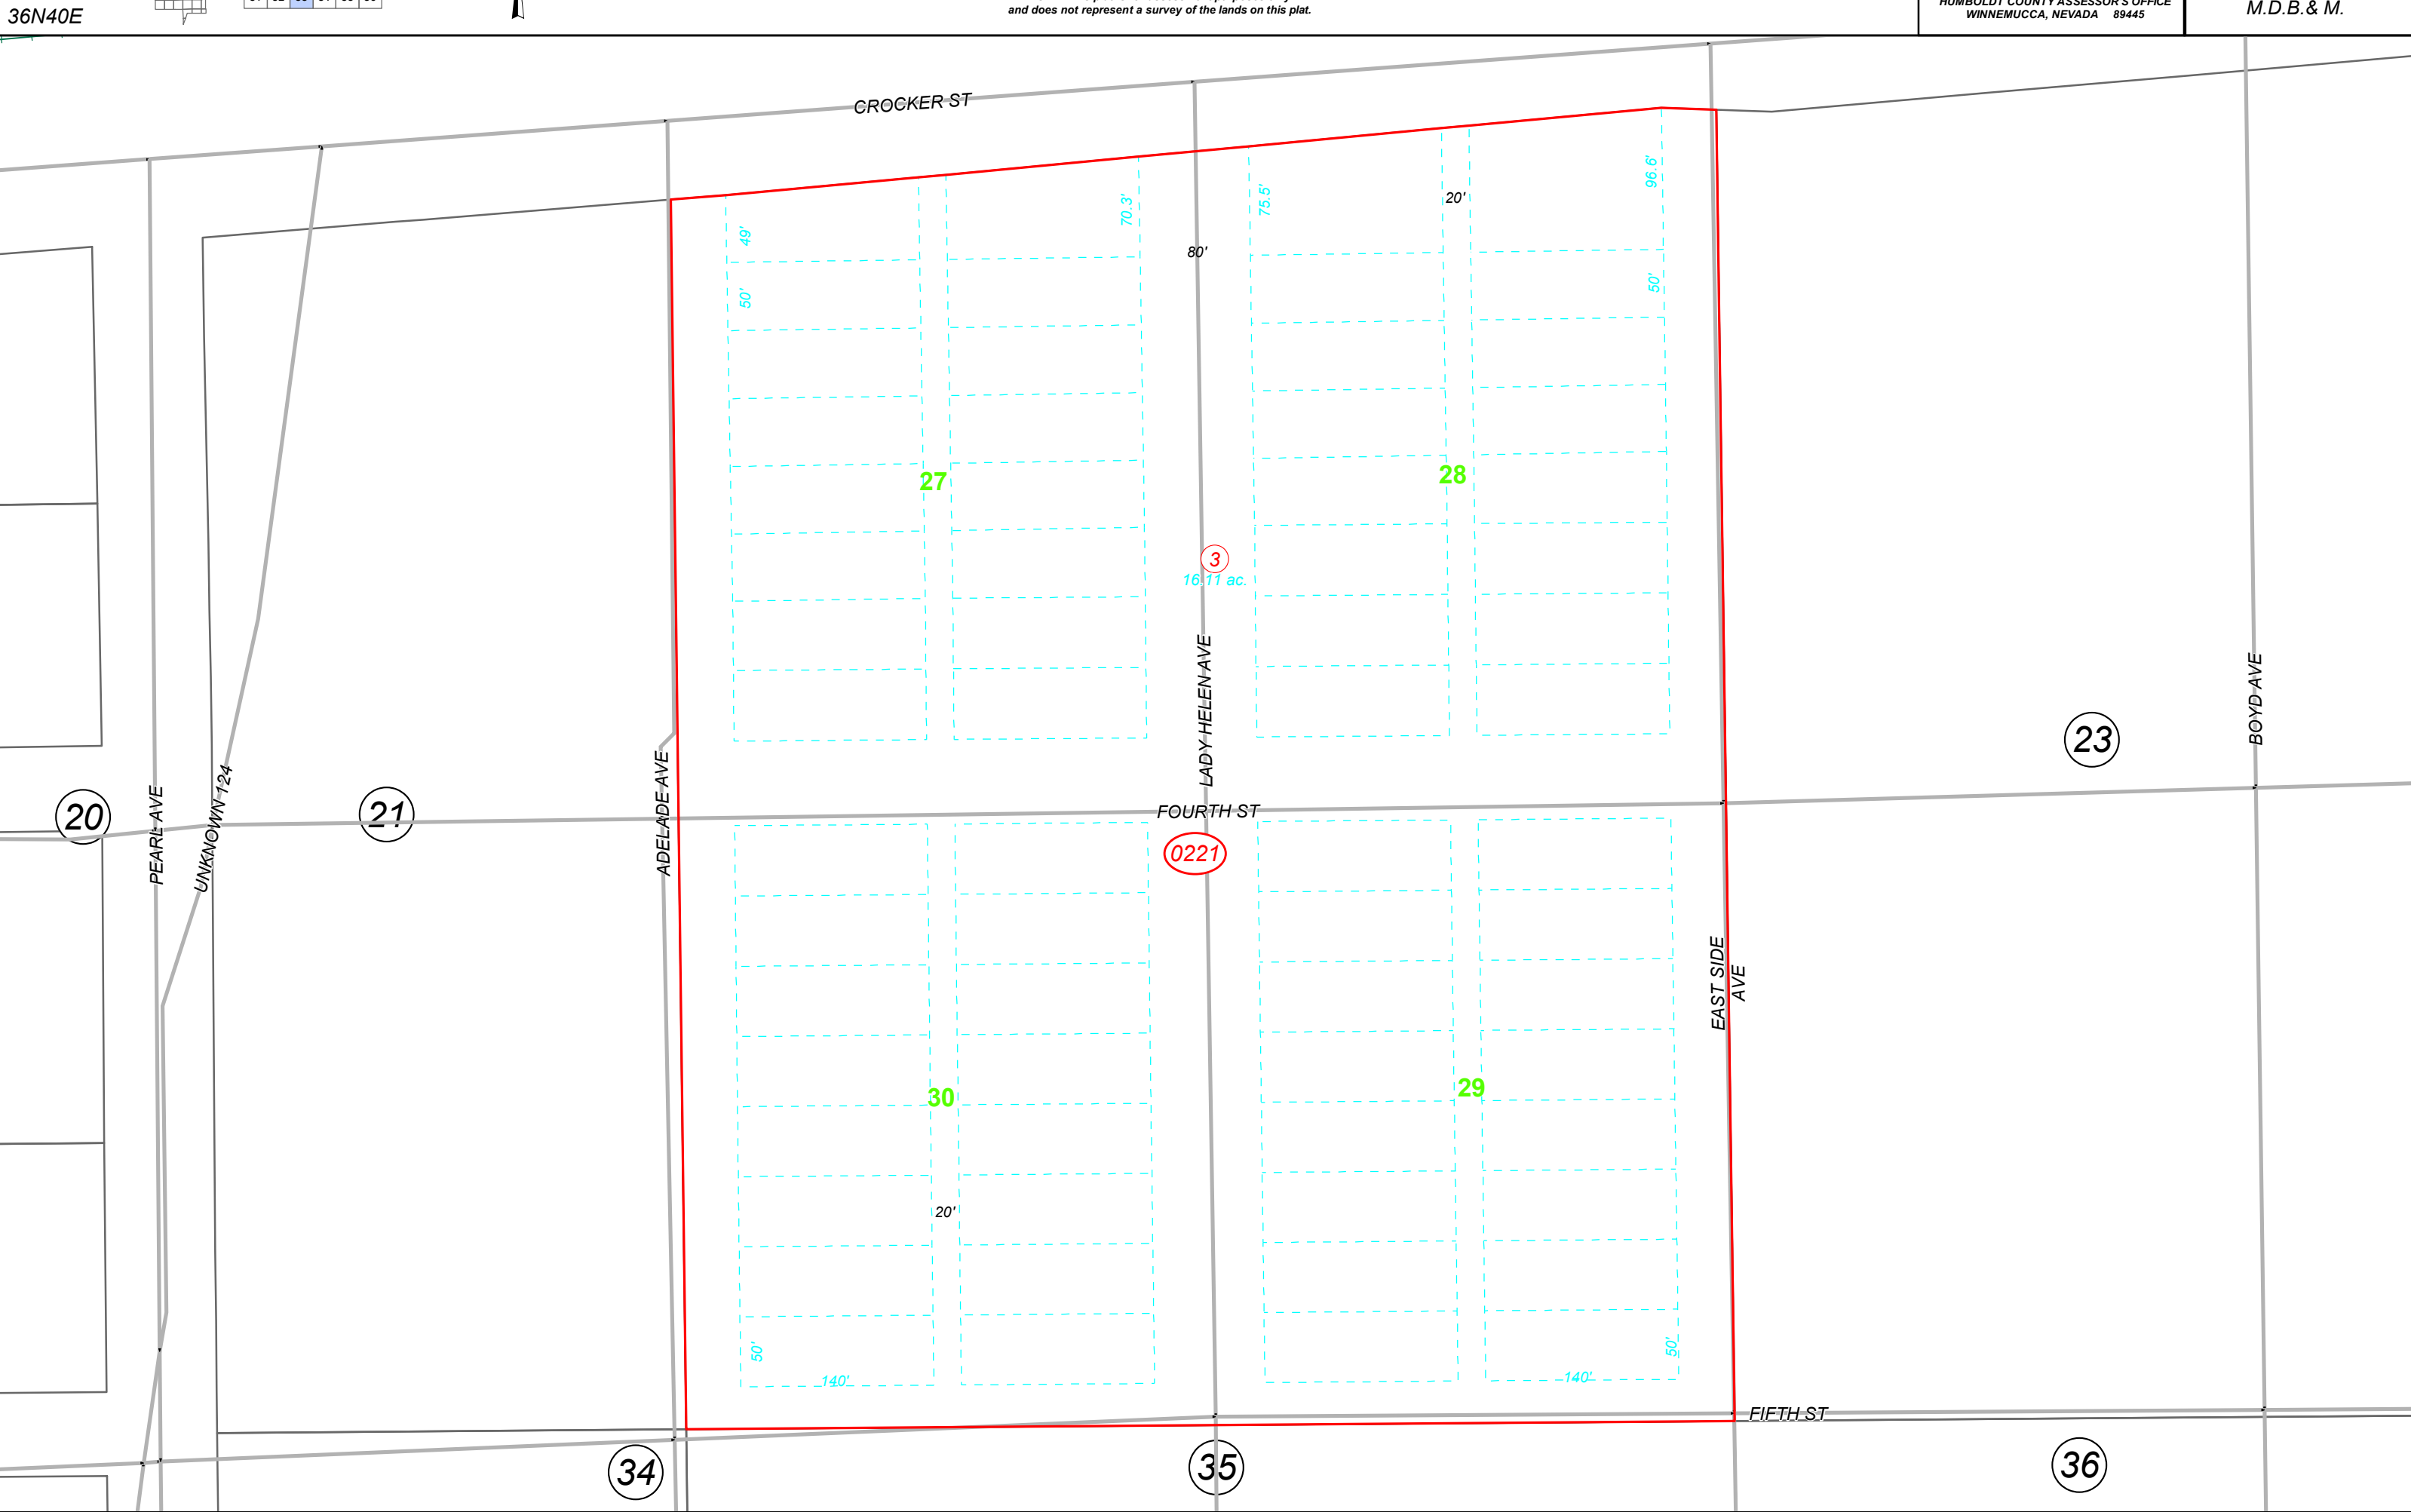 36N40E
and does not represent a survey of the lands on this plat.
HUMBOLDT COUNTY ASSESSOR'S OFFICE
WINNEMUCCA, NEVADA 89445
M.D.B.& M.
CROCKER ST
49'
50'
70.3'
80'
75.5'
20'
96.6'
50'
27
28
3
16.11 ac.
LADY HELEN AVE
FOURTH ST
0221
20
PEARL AVE
UNKNOWN 124
21
ADELADE AVE
23
BOYD AVE
EAST SIDE
AVE
30
29
20'
50'
140'
140'
50'
FIFTH ST
34
35
36